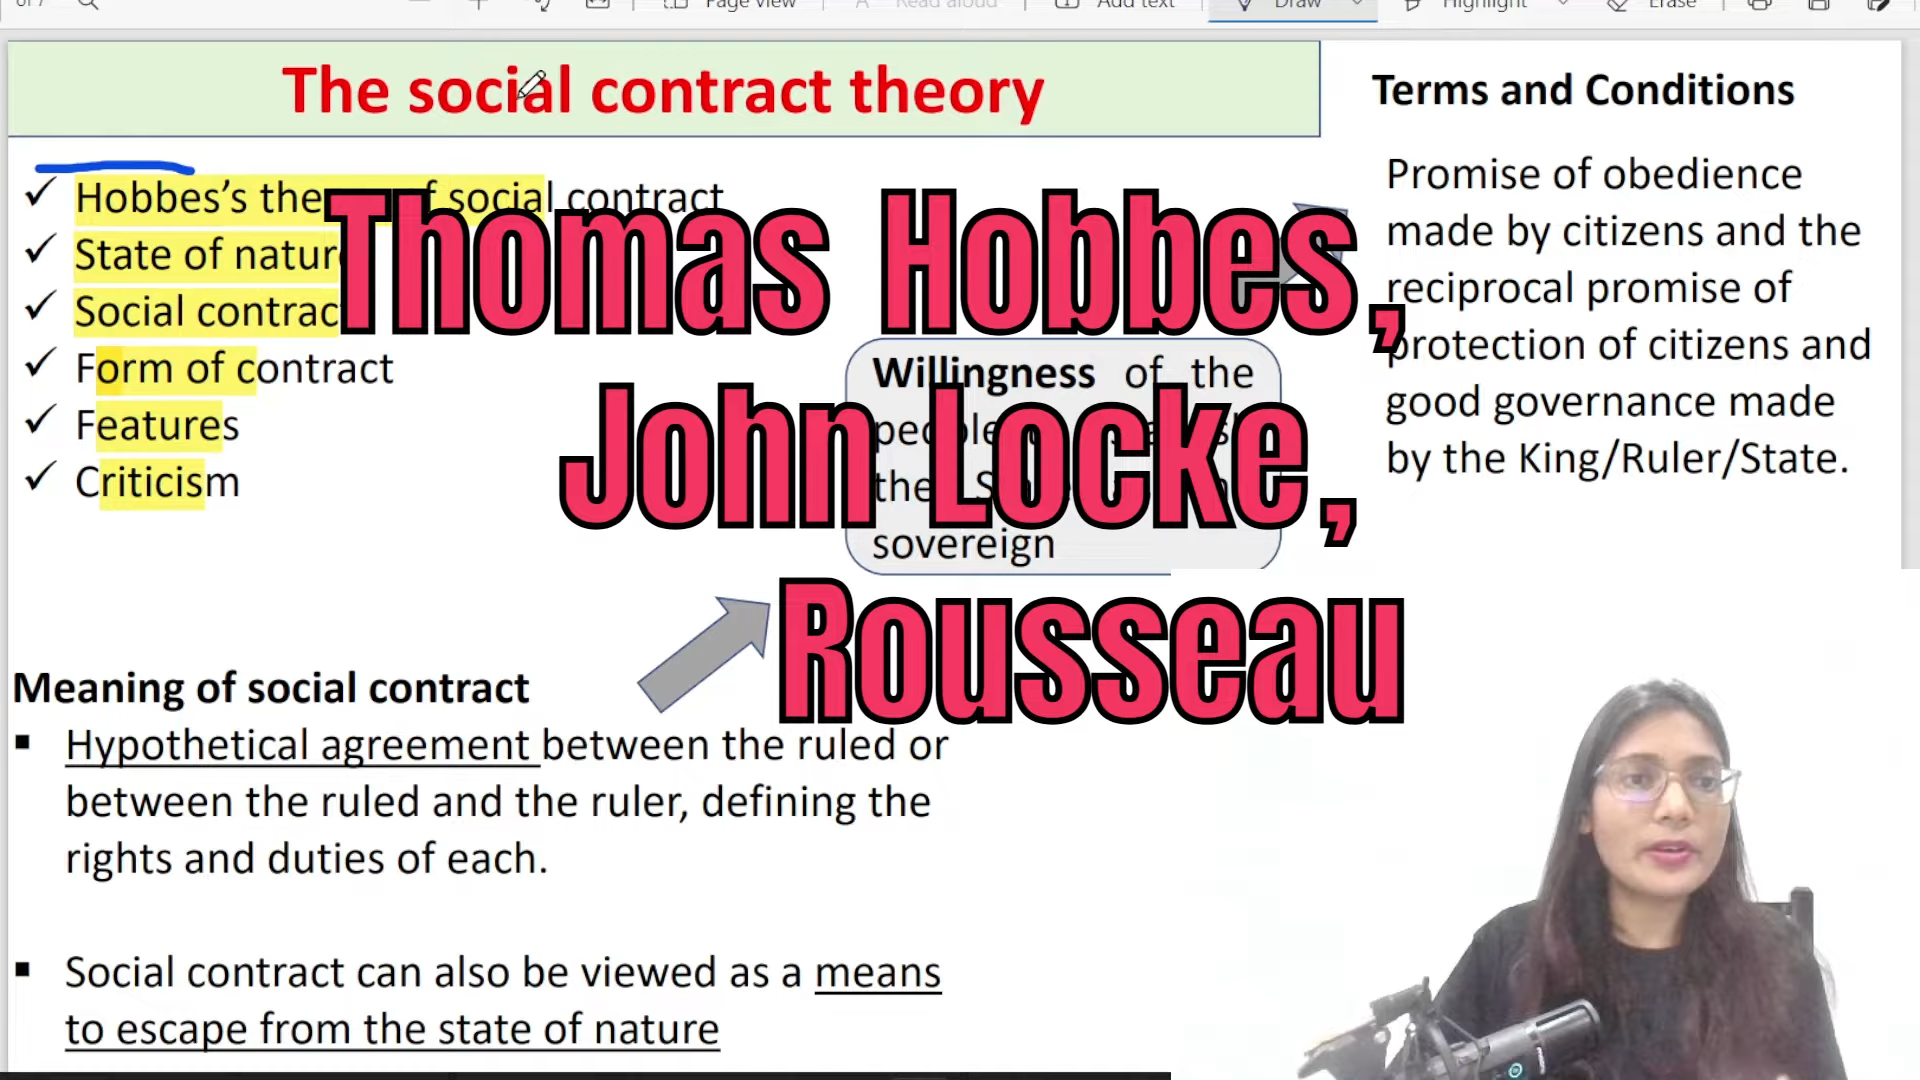 of 7
Page view
Read aloud
Add text
Draw
Highlight
Erase
The social contract theory
✓ Hobbes's the f social contract
✓ State of nature
✓ Social contract
✓ Form of contract
✓ Features
✓ Criticism
Thomas Hobbes,
John Locke,
Rousseau
Willingness of the
people
the
sovereign
Terms and Conditions
Promise of obedience
made by citizens and the
reciprocal promise of
protection of citizens and
good governance made
by the King/Ruler/State.
Meaning of social contract
▪ Hypothetical agreement between the ruled or
between the ruled and the ruler, defining the
rights and duties of each.
▪ Social contract can also be viewed as a means
to escape from the state of nature